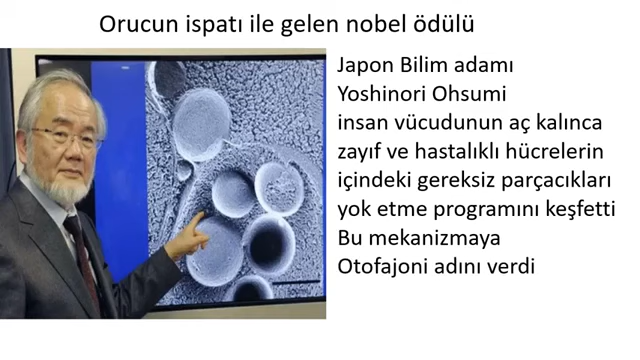 Orucun ispatı ile gelen nobel ödülü
Japon Bilim adamı
Yoshinori Ohsumi
insan vücudunun aç kalınca
zayıf ve hastalıklı hücrelerin
içindeki gereksiz parçacıkları
yok etme programını keşfetti
Bu mekanizmaya
Otofajoni adını verdi